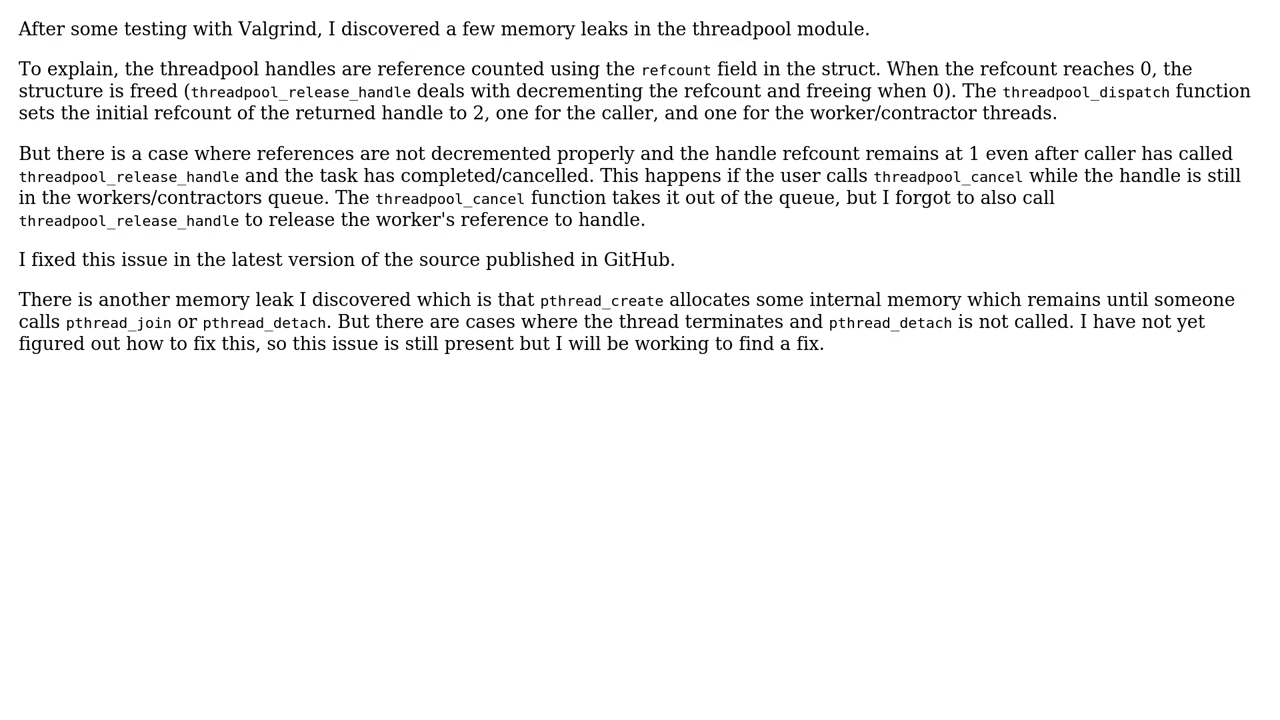 After some testing with Valgrind, I discovered a few memory leaks in the threadpool module.
To explain, the threadpool handles are reference counted using the refcount field in the struct. When the refcount reaches 0, the
structure is freed (threadpool_release_handle deals with decrementing the refcount and freeing when 0). The threadpool_dispatch function
sets the initial refcount of the returned handle to 2, one for the caller, and one for the worker/contractor threads.
But there is a case where references are not decremented properly and the handle refcount remains at 1 even after caller has called
threadpool_release_handle and the task has completed/cancelled. This happens if the user calls threadpool_cancel while the handle is still
in the workers/contractors queue. The threadpool_cancel function takes it out of the queue, but I forgot to also call
threadpool_release_handle to release the worker's reference to handle.
I fixed this issue in the latest version of the source published in GitHub.
There is another memory leak I discovered which is that pthread_create allocates some internal memory which remains until someone
calls pthread_join or pthread_detach. But there are cases where the thread terminates and pthread_detach is not called. I have not yet
figured out how to fix this, so this issue is still present but I will be working to find a fix.